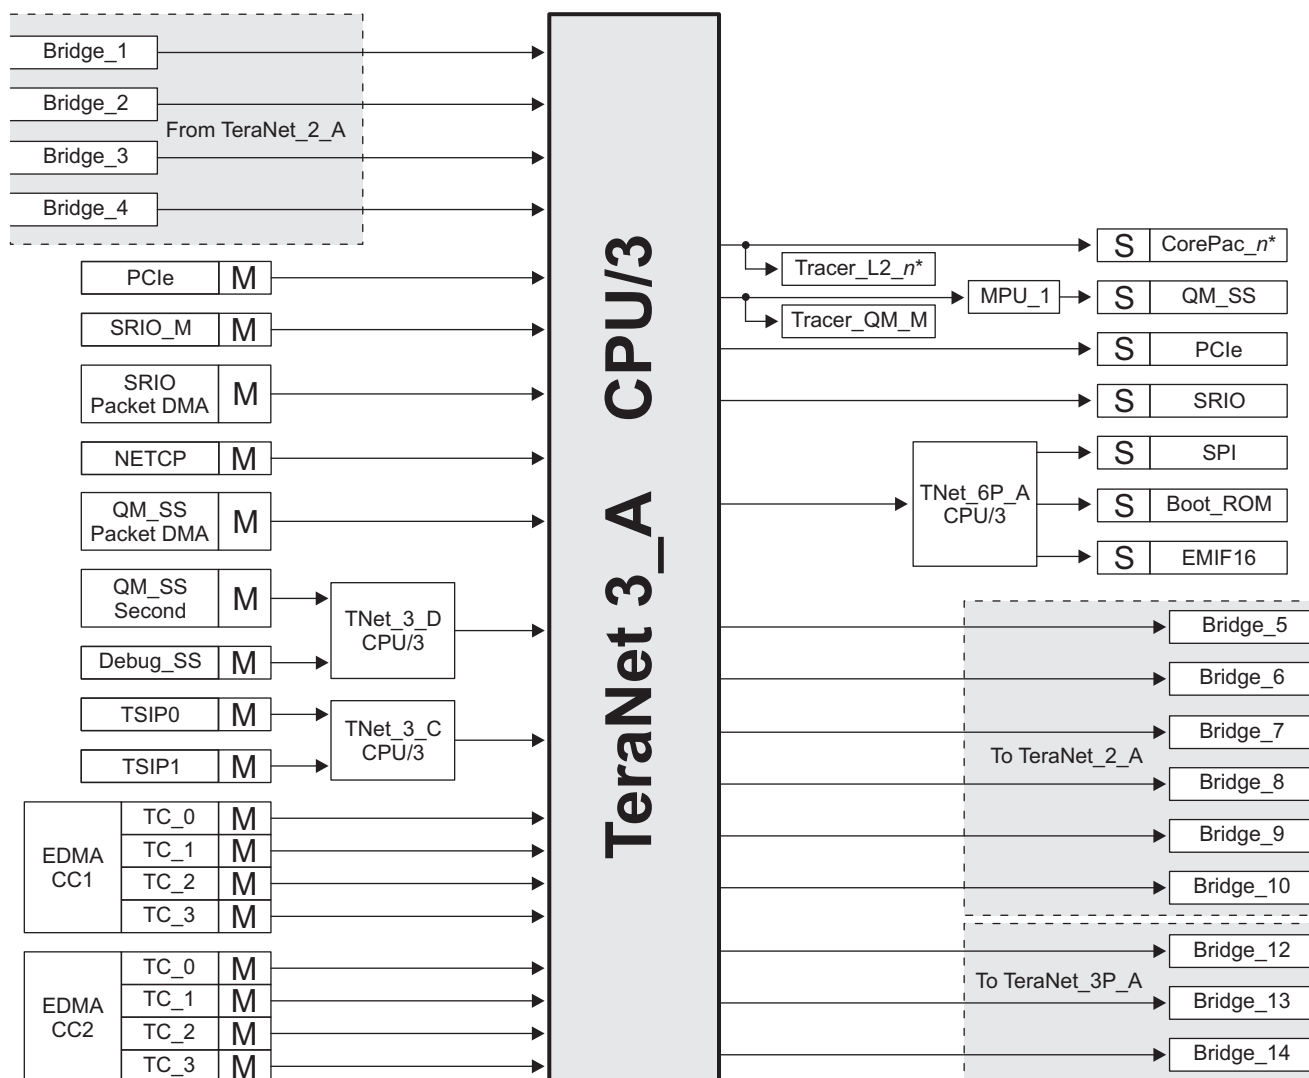 Bridge_1
Bridge_2
From TeraNet_2_A
Bridge_3
Bridge_4
PCIe M
SRIO_M M
SRIO
Packet DMA M
NETCP M
QM_SS
Packet DMA M
QM_SS
Second M
Debug_SS M
TNet_3_D
CPU/3
TSIP0 M
TSIP1 M
TNet_3_C
CPU/3
EDMA
CC1
TC_0 M
TC_1 M
TC_2 M
TC_3 M
EDMA
CC2
TC_0 M
TC_1 M
TC_2 M
TC_3 M
TeraNet 3_A CPU/3
S CorePac_n*
Tracer_L2_n*
MPU_1
S QM_SS
Tracer_QM_M
S PCIe
S SRIO
TNet_6P_A
CPU/3
S SPI
S Boot_ROM
S EMIF16
Bridge_5
Bridge_6
Bridge_7
To TeraNet_2_A
Bridge_8
Bridge_9
Bridge_10
Bridge_12
To TeraNet_3P_A
Bridge_13
Bridge_14